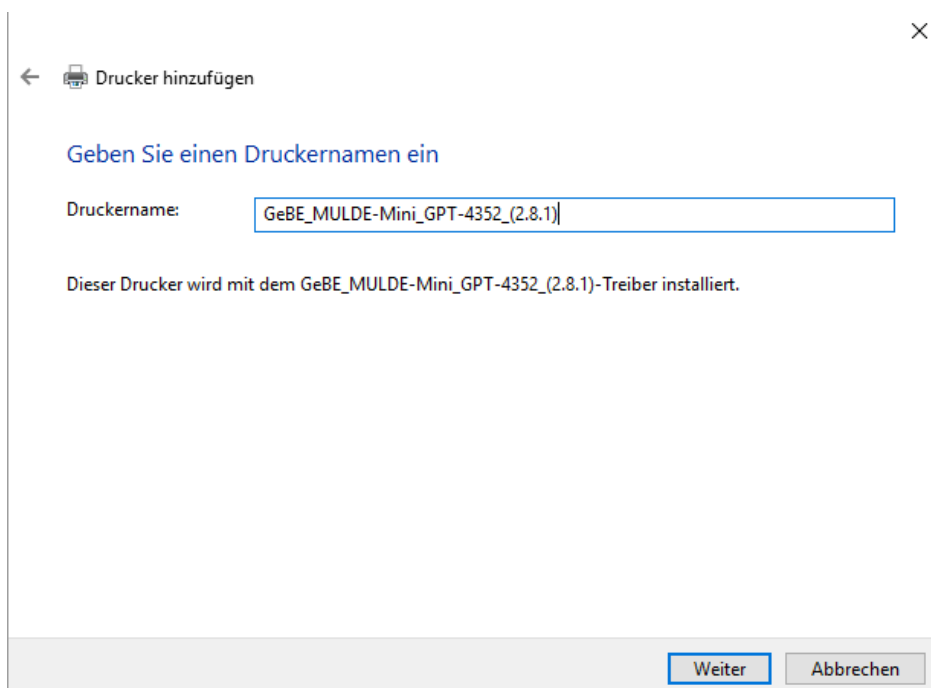 Drucker hinzufügen
Geben Sie einen Druckernamen ein
Druckername: GeBE_MULDE-Mini_GPT-4352_(2.8.1)
Dieser Drucker wird mit dem GeBE_MULDE-Mini_GPT-4352_(2.8.1)-Treiber installiert.
Weiter Abbrechen